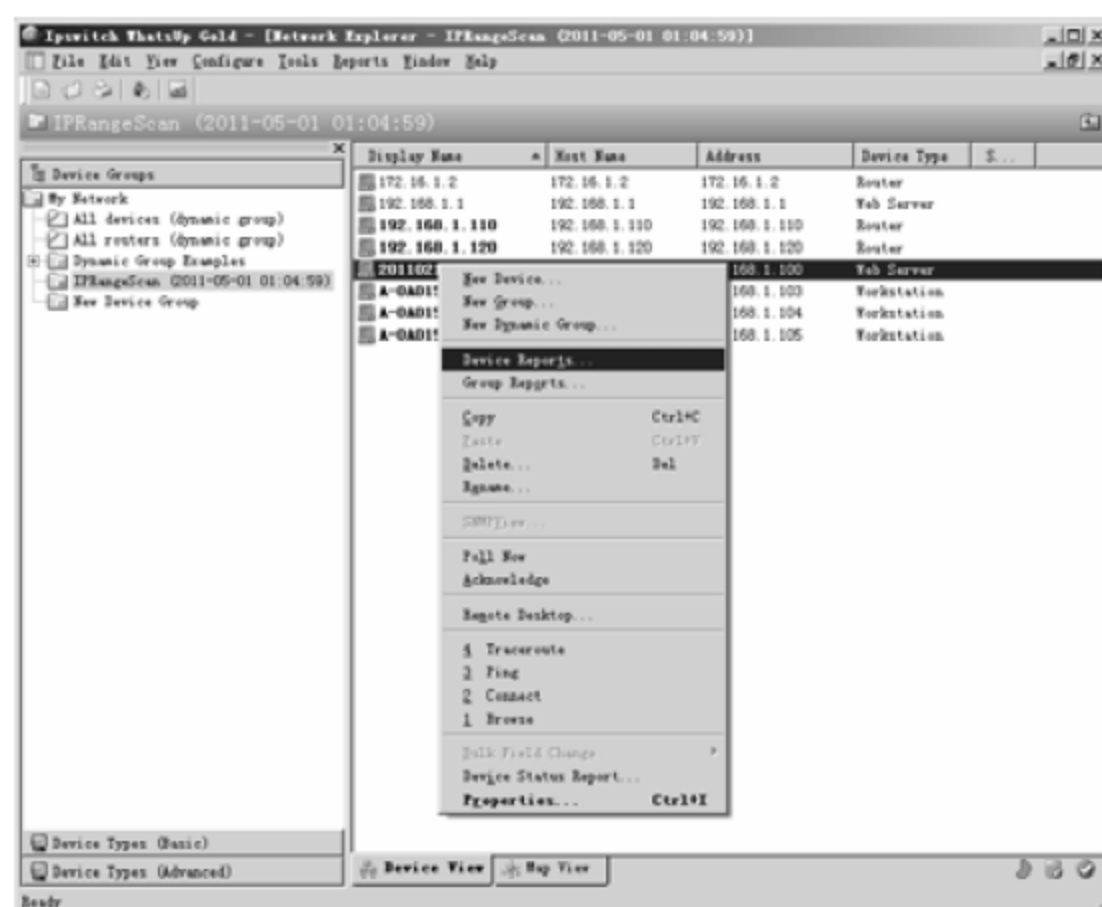 Ipswitch WhatsUp Gold - [Network Explorer - IPRangeScan (2011-05-01 01:04:59)]
File Edit View Configure Tools Reports Window Help
IPRangeScan (2011-05-01 01:04:59)
Device Groups
My Network
All devices (dynamic group)
All routers (dynamic group)
Dynamic Group Examples
IPRangeScan (2011-05-01 01:04:59)
New Device Group
Device Types (Basic)
Device Types (Advanced)
Display Name Host Name Address Device Type S...
172.16.1.2 172.16.1.2 172.16.1.2 Router
192.168.1.1 192.168.1.1 192.168.1.1 Web Server
192.168.1.110 192.168.1.110 192.168.1.110 Router
192.168.1.120 192.168.1.120 192.168.1.120 Router
201102 168.1.100 Web Server
A-0AD15 168.1.103 Workstation
A-0AD15 168.1.104 Workstation
A-0AD15 168.1.105 Workstation
New Device...
New Group...
New Dynamic Group...
Device Reports...
Group Reports...
Copy Ctrl+C
Paste Ctrl+V
Delete... Del
Rename...
SNMPView...
Poll Now
Acknowledge
Remote Desktop...
4 Traceroute
3 Ping
2 Connect
1 Browse
Bulk Field Change
Device Status Report...
Properties... Ctrl+I
Device View Map View
Ready